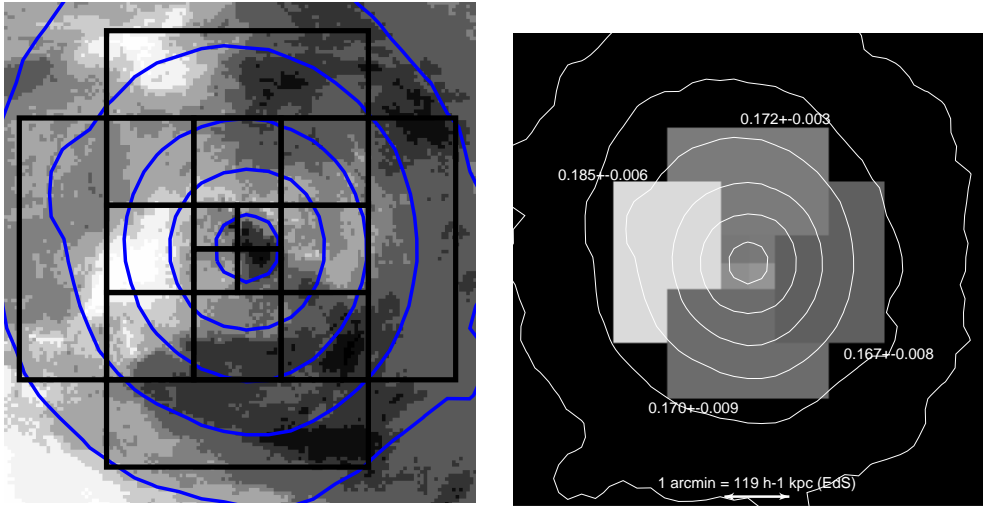 0.172+-0.003
0.185+-0.006
0.167+-0.008
0.170+-0.009
1 arcmin = 119 h-1 kpc (EdS)